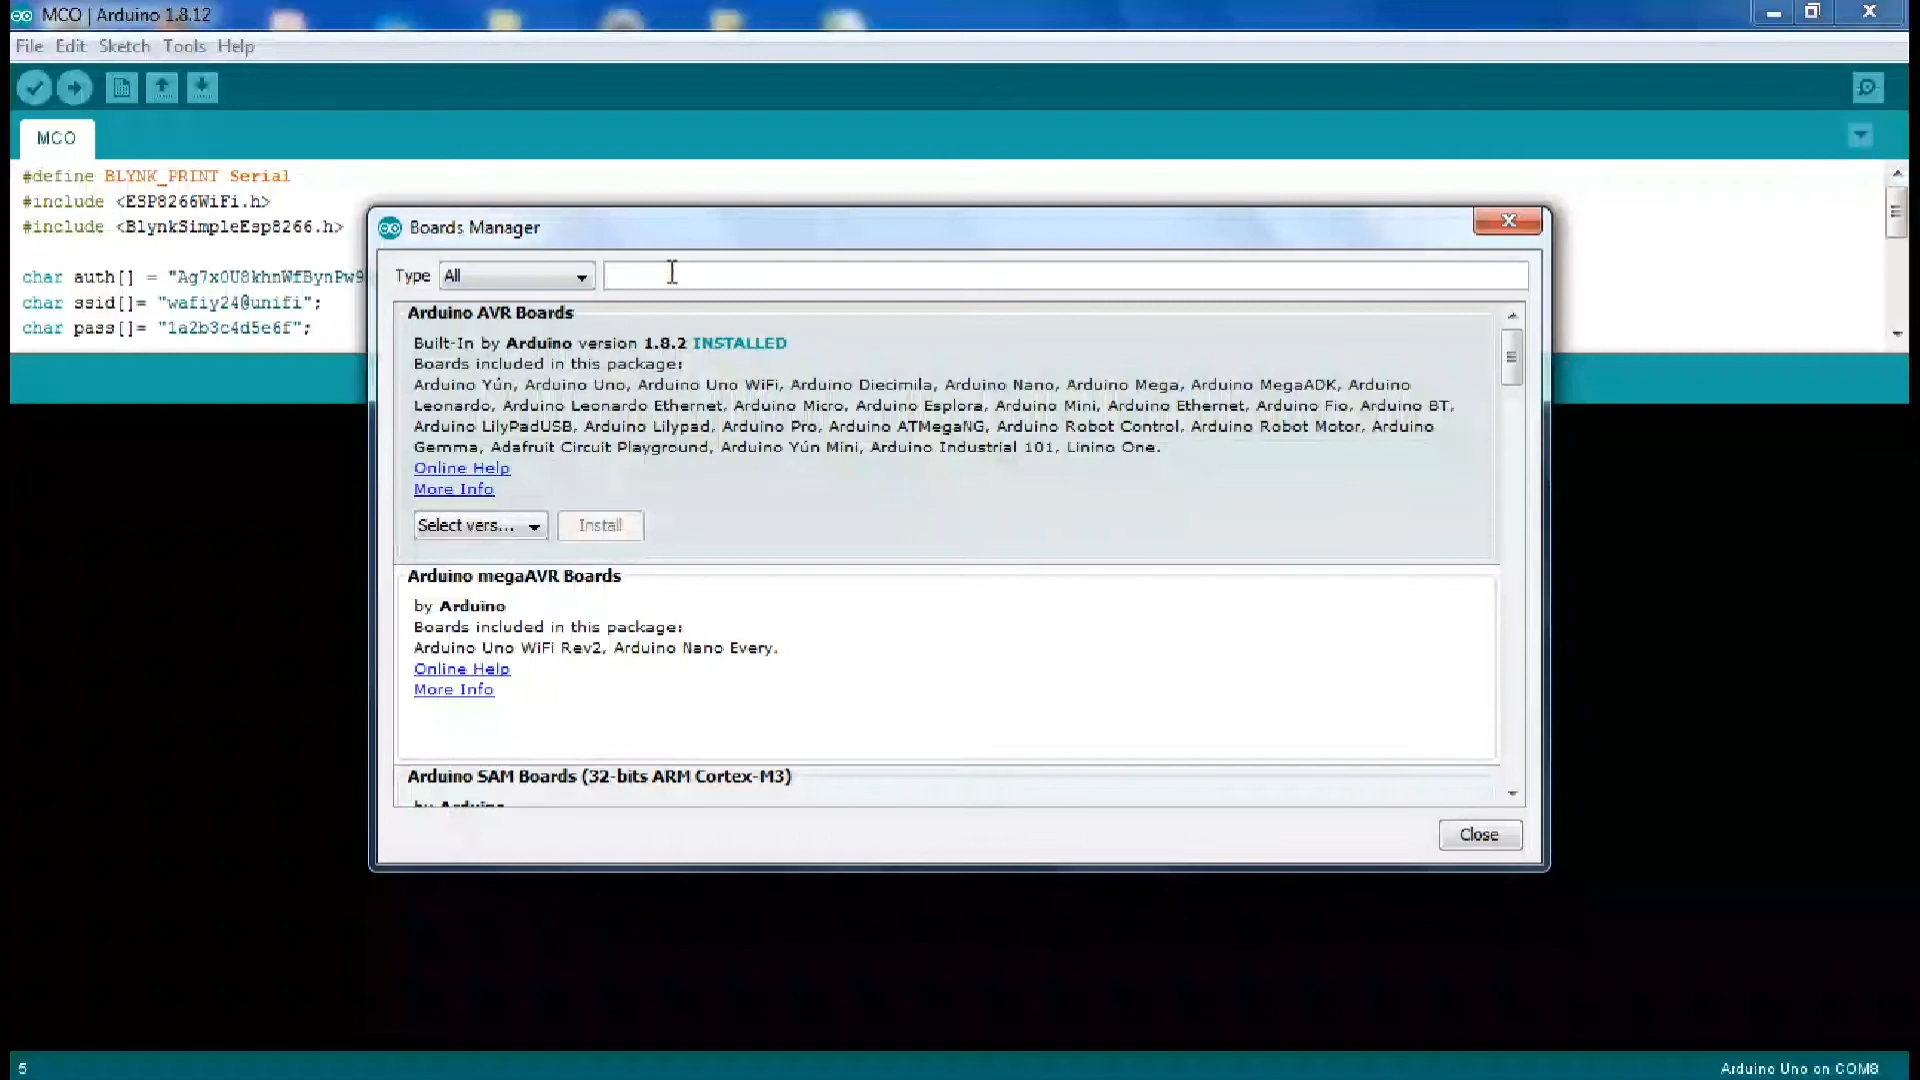 MCO | Arduino 1.8.12
File Edit Sketch Tools Help
MCO
#define BLYNK_PRINT Serial
#include <ESP8266WiFi.h>
#include <BlynkSimpleEsp8266.h>
char auth[] = "Ag7x0U8khnWfBynPw9
char ssid[]= "wafiy24@unifi";
char pass[]= "1a2b3c4d5e6f";
Boards Manager
Type All
Arduino AVR Boards
Built-In by Arduino version 1.8.2 INSTALLED
Boards included in this package:
Arduino Yún, Arduino Uno, Arduino Uno WiFi, Arduino Diecimila, Arduino Nano, Arduino Mega, Arduino MegaADK, Arduino
Leonardo, Arduino Leonardo Ethernet, Arduino Micro, Arduino Esplora, Arduino Mini, Arduino Ethernet, Arduino Fio, Arduino BT,
Arduino LilyPadUSB, Arduino Lilypad, Arduino Pro, Arduino ATMegaNG, Arduino Robot Control, Arduino Robot Motor, Arduino
Gemma, Adafruit Circuit Playground, Arduino Yún Mini, Arduino Industrial 101, Linino One.
Online Help
More Info
Select vers... Install
Arduino megaAVR Boards
by Arduino
Boards included in this package:
Arduino Uno WiFi Rev2, Arduino Nano Every.
Online Help
More Info
Arduino SAM Boards (32-bits ARM Cortex-M3)
by Arduino
Close
5
Arduino Uno on COM8